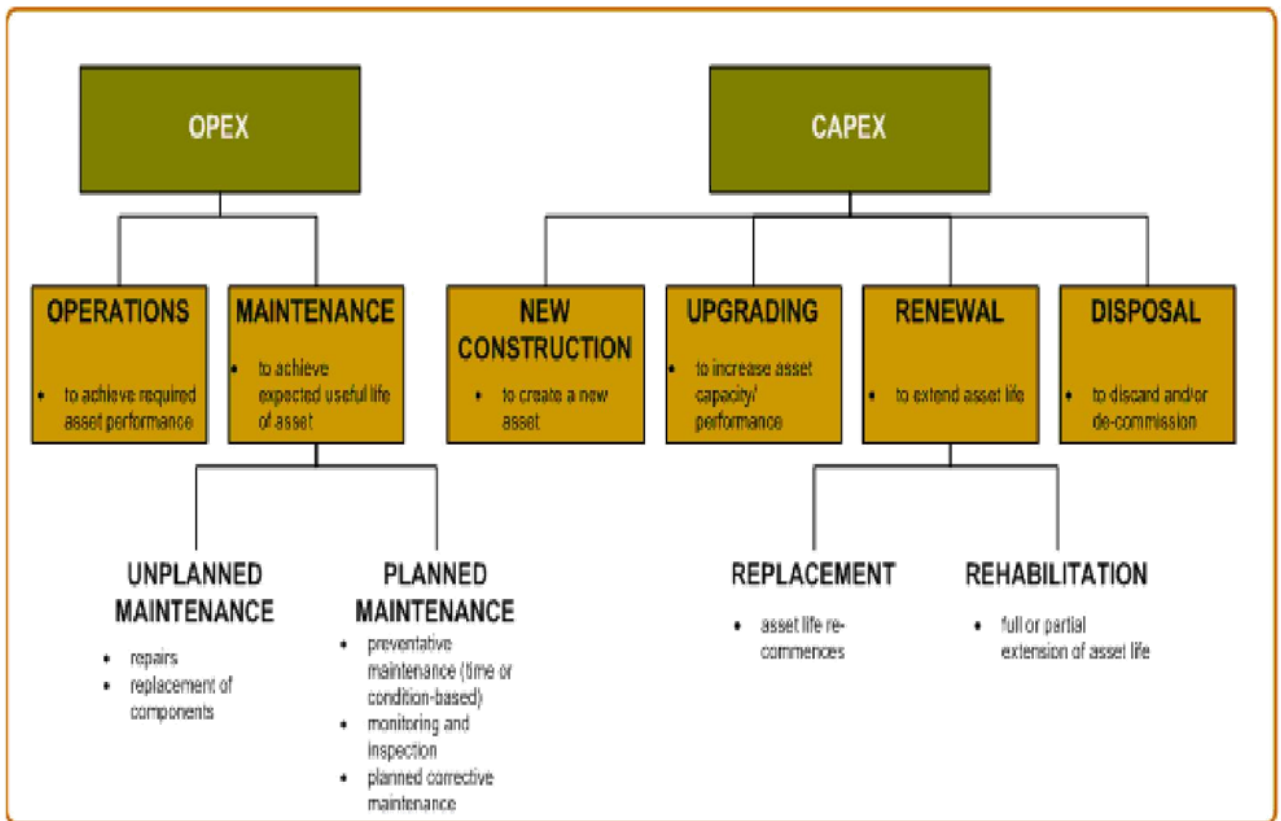 OPEX
CAPEX
OPERATIONS
• to achieve required
asset performance
MAINTENANCE
• to achieve
expected useful life
of asset
NEW
CONSTRUCTION
• to create a new
asset
UPGRADING
• to increase asset
capacity/
performance
RENEWAL
• to extend asset life
DISPOSAL
• to discard and/or
de-commission
UNPLANNED
MAINTENANCE
• repairs
• replacement of
components
PLANNED
MAINTENANCE
• preventative
maintenance (time or
condition-based)
• monitoring and
inspection
• planned corrective
maintenance
REPLACEMENT
• asset life re-
commences
REHABILITATION
• full or partial
extension of asset life